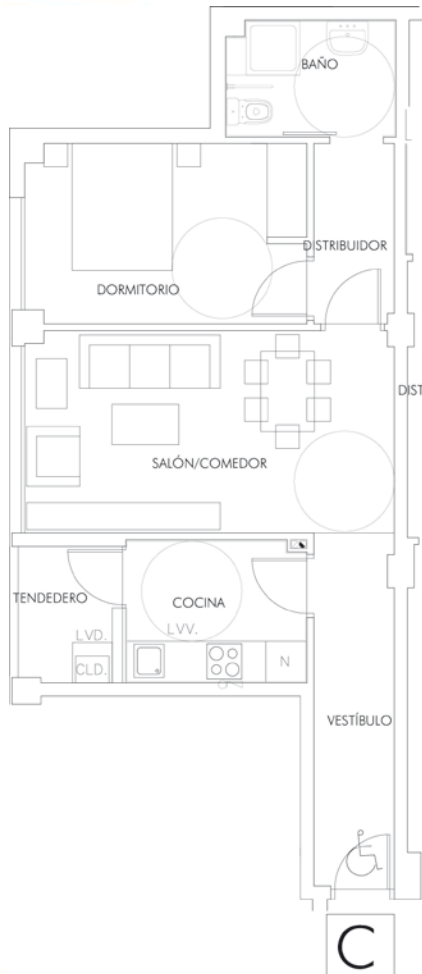 BAÑO
DISTRIBUIDOR
DORMITORIO
DIST
SALÓN/COMEDOR
TENDEDERO
COCINA
LVV.
LVD.
CLD.
N
VESTÍBULO
C